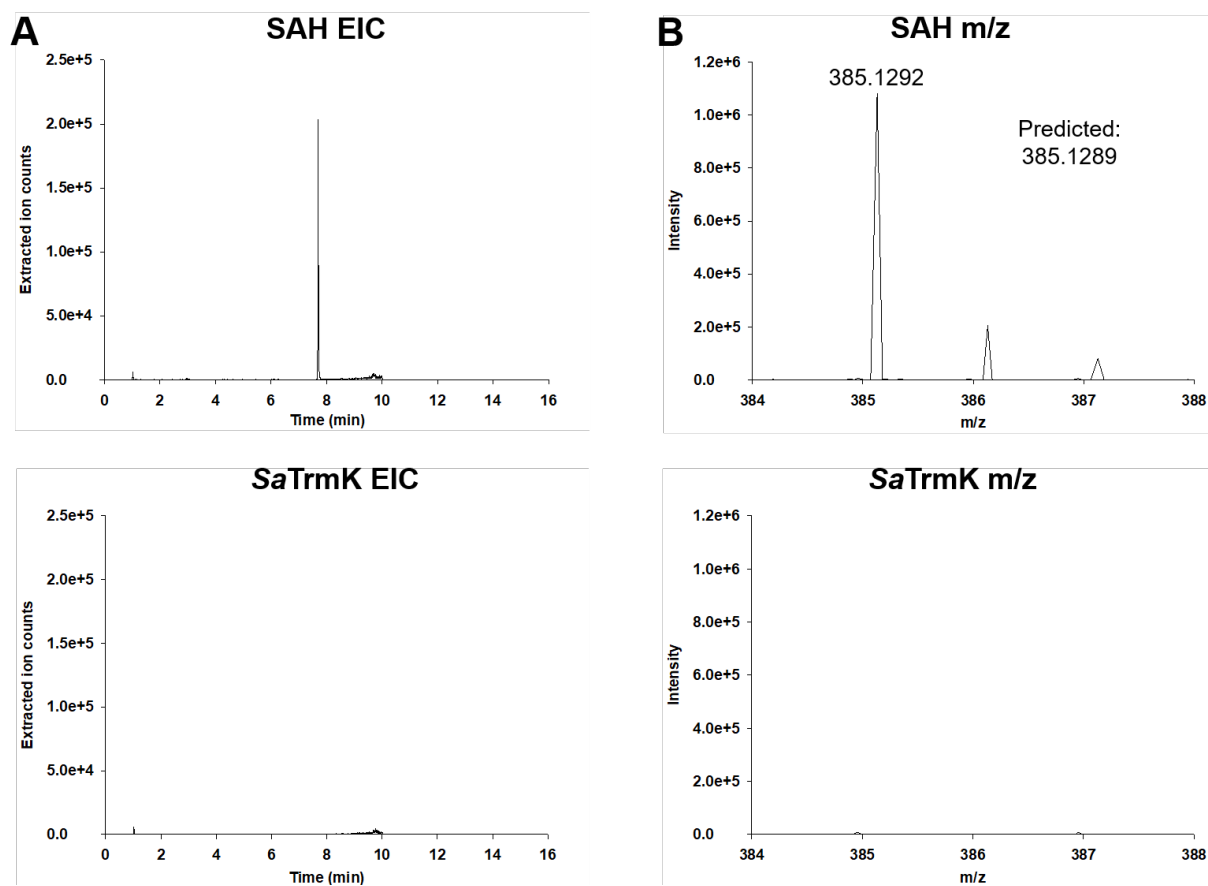 A
SAH EIC
2.5e+5
2.0e+5
1.5e+5
1.0e+5
5.0e+4
0.0
Extracted ion counts
0 2 4 6 8 10 12 14 16
Time (min)
B
SAH m/z
1.2e+6
1.0e+6
8.0e+5
6.0e+5
4.0e+5
2.0e+5
0.0
Intensity
385.1292
Predicted:
385.1289
384 385 386 387 388
m/z
SaTrmK EIC
2.5e+5
2.0e+5
1.5e+5
1.0e+5
5.0e+4
0.0
Extracted ion counts
0 2 4 6 8 10 12 14 16
Time (min)
SaTrmK m/z
1.2e+6
1.0e+6
8.0e+5
6.0e+5
4.0e+5
2.0e+5
0.0
Intensity
384 385 386 387 388
m/z